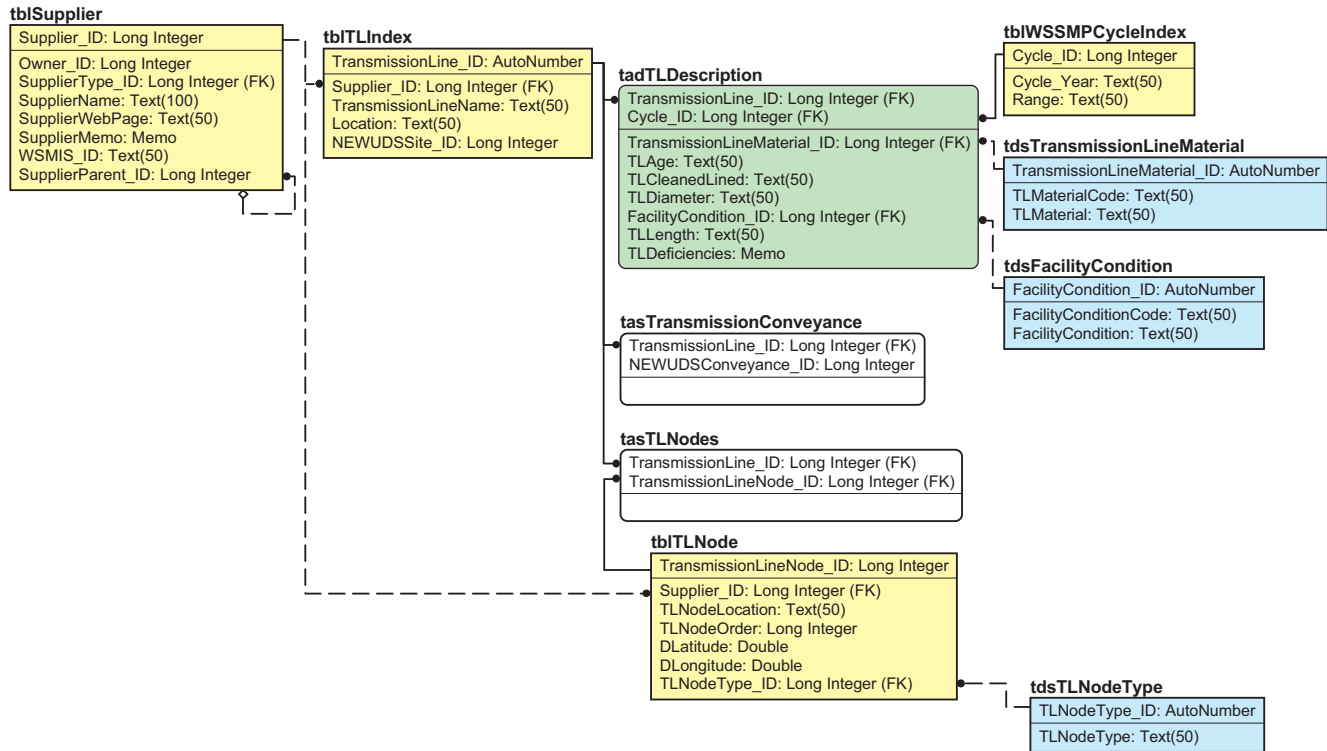 tblSupplier
Supplier_ID: Long Integer
Owner_ID: Long Integer
SupplierType_ID: Long Integer (FK)
SupplierName: Text(100)
SupplierWebPage: Text(50)
SupplierMemo: Memo
WSMIS_ID: Text(50)
SupplierParent_ID: Long Integer
tblTLIndex
TransmissionLine_ID: AutoNumber
Supplier_ID: Long Integer (FK)
TransmissionLineName: Text(50)
Location: Text(50)
NEWUDSSite_ID: Long Integer
tadTLDescription
TransmissionLine_ID: Long Integer (FK)
Cycle_ID: Long Integer (FK)
TransmissionLineMaterial_ID: Long Integer (FK)
TLAge: Text(50)
TLCleanedLined: Text(50)
TLDiameter: Text(50)
FacilityCondition_ID: Long Integer (FK)
TLLength: Text(50)
TLDeficiencies: Memo
tblWSSMPCycleIndex
Cycle_ID: Long Integer
Cycle_Year: Text(50)
Range: Text(50)
tdsTransmissionLineMaterial
TransmissionLineMaterial_ID: AutoNumber
TLMaterialCode: Text(50)
TLMaterial: Text(50)
tdsFacilityCondition
FacilityCondition_ID: AutoNumber
FacilityConditionCode: Text(50)
FacilityCondition: Text(50)
tasTransmissionConveyance
TransmissionLine_ID: Long Integer (FK)
NEWUDSConveyance_ID: Long Integer
tasTLNodes
TransmissionLine_ID: Long Integer (FK)
TransmissionLineNode_ID: Long Integer (FK)
tblTLNode
TransmissionLineNode_ID: Long Integer
Supplier_ID: Long Integer (FK)
TLNodeLocation: Text(50)
TLNodeOrder: Long Integer
DLatitude: Double
DLongitude: Double
TLNodeType_ID: Long Integer (FK)
tdsTLNodeType
TLNodeType_ID: AutoNumber
TLNodeType: Text(50)